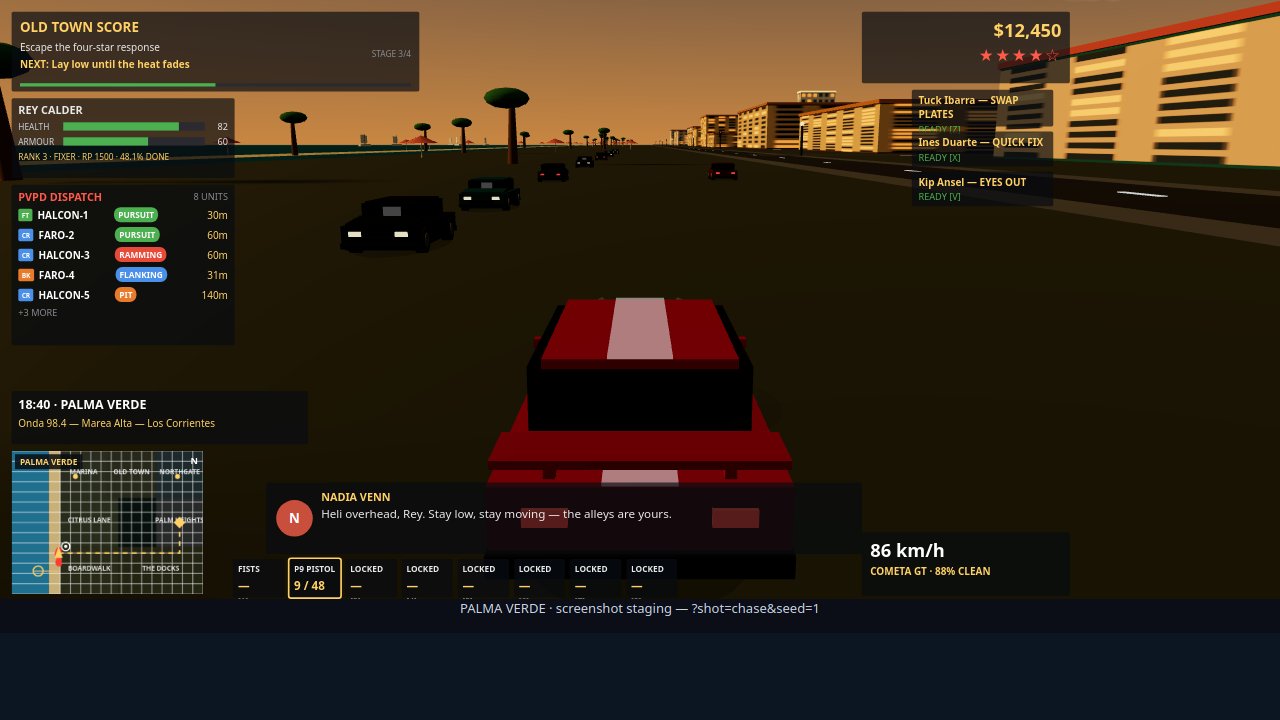 OLD TOWN SCORE
Escape the four-star response
NEXT: Lay low until the heat fades
STAGE 3/4
$12,450
★★★★☆
REY CALDER
HEALTH 82
ARMOUR 60
RANK 3 · FIXER · RP 1500 · 48.1% DONE
Tuck Ibarra — SWAP
PLATES
READY [Z]
Ines Duarte — QUICK FIX
READY [X]
Kip Ansel — EYES OUT
READY [V]
PVPD DISPATCH 8 UNITS
FT HALCON-1 PURSUIT 30m
CR FARO-2 PURSUIT 60m
CR HALCON-3 RAMMING 60m
BK FARO-4 FLANKING 31m
CR HALCON-5 PIT 140m
+3 MORE
18:40 · PALMA VERDE
Onda 98.4 — Marea Alta — Los Corrientes
PALMA VERDE
N
MARINA OLD TOWN NORTHGATE
CITRUS LANE
BOARDWALK THE DOCKS
N
NADIA VENN
Heli overhead, Rey. Stay low, stay moving — the alleys are yours.
FISTS P9 PISTOL LOCKED LOCKED LOCKED LOCKED LOCKED LOCKED
— 9 / 48 — — — — — —
86 km/h
COMETA GT · 88% CLEAN
PALMA VERDE · screenshot staging — ?shot=chase&seed=1